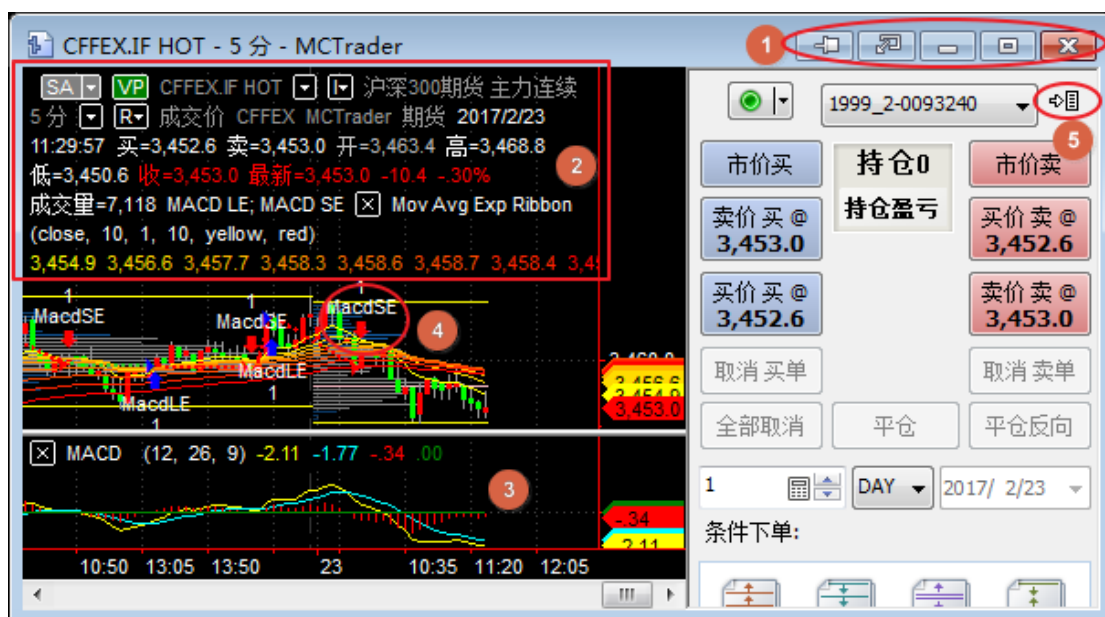 CFFEX.IF HOT - 5 分 - MCTrader
1
SA VP CFFEX.IF HOT I 沪深300期货 主力连续
5 分 R 成交价 CFFEX MCTrader 期货 2017/2/23
11:29:57 买=3,452.6 卖=3,453.0 开=3,463.4 高=3,468.8
低=3,450.6 收=3,453.0 最新=3,453.0 -10.4 -.30%
成交量=7,118 MACD LE; MACD SE Mov Avg Exp Ribbon
(close, 10, 1, 10, yellow, red)
3,454.9 3,456.6 3,457.7 3,458.3 3,458.6 3,458.7 3,458.4
2
1
MacdSE
1
MacdSE
1
MacdSE
4
MacdLE
1
MacdLE
1
3,456.6
3,454.9
3,453.0
MACD (12, 26, 9) -2.11 -1.77 -.34 .00
3
-.34
-2.11
10:50 13:05 13:50 23 10:35 11:20 12:05
1999_2-0093240
5
市价买
持仓0
市价卖
卖价 买 @
3,453.0
持仓盈亏
买价 卖 @
3,452.6
买价 买 @
3,452.6
卖价 卖 @
3,453.0
取消 买单
取消 卖单
全部取消
平仓
平仓反向
1
DAY
2017/ 2/23
条件下单: